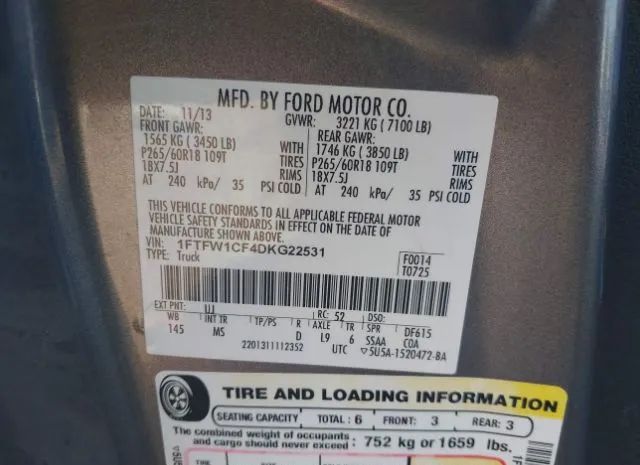 MFD. BY FORD MOTOR CO.
DATE: 11/13 GVWR: 3221 KG ( 7100 LB)
FRONT GAWR: REAR GAWR:
1565 KG ( 3450 LB) WITH 1746 KG ( 3850 LB) WITH
P265/60R18 109T TIRES P265/60R18 109T TIRES
18X7.5J RIMS 18X7.5J RIMS
AT 240 kPa/ 35 PSI COLD AT 240 kPa/ 35 PSI COLD
THIS VEHICLE CONFORMS TO ALL APPLICABLE FEDERAL MOTOR
VEHICLE SAFETY AND THEFT PREVENTION STANDARDS IN EFFECT ON THE DATE OF
MANUFACTURE SHOWN ABOVE.
VIN: 1FTFW1CF4DKG22531 F0014
TYPE: Truck T0725
EXT PNT: UJ RC: 52 DSO:
WB INT TR TP/PS R AXLE TR SPR DF615
145 MS D L9 6 SSAA COA
2201311112352 UTC 5U5A-1520472-BA
TIRE AND LOADING INFORMATION
SEATING CAPACITY TOTAL : 6 FRONT: 3 REAR: 3
The combined weight of occupants and cargo should never exceed : 752 kg or 1659 lbs.